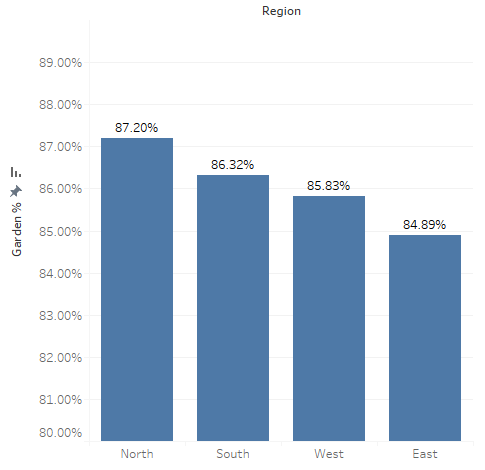 Region
Garden %
89.00%
88.00%
87.00%
86.00%
85.00%
84.00%
83.00%
82.00%
81.00%
80.00%
87.20%
86.32%
85.83%
84.89%
North
South
West
East